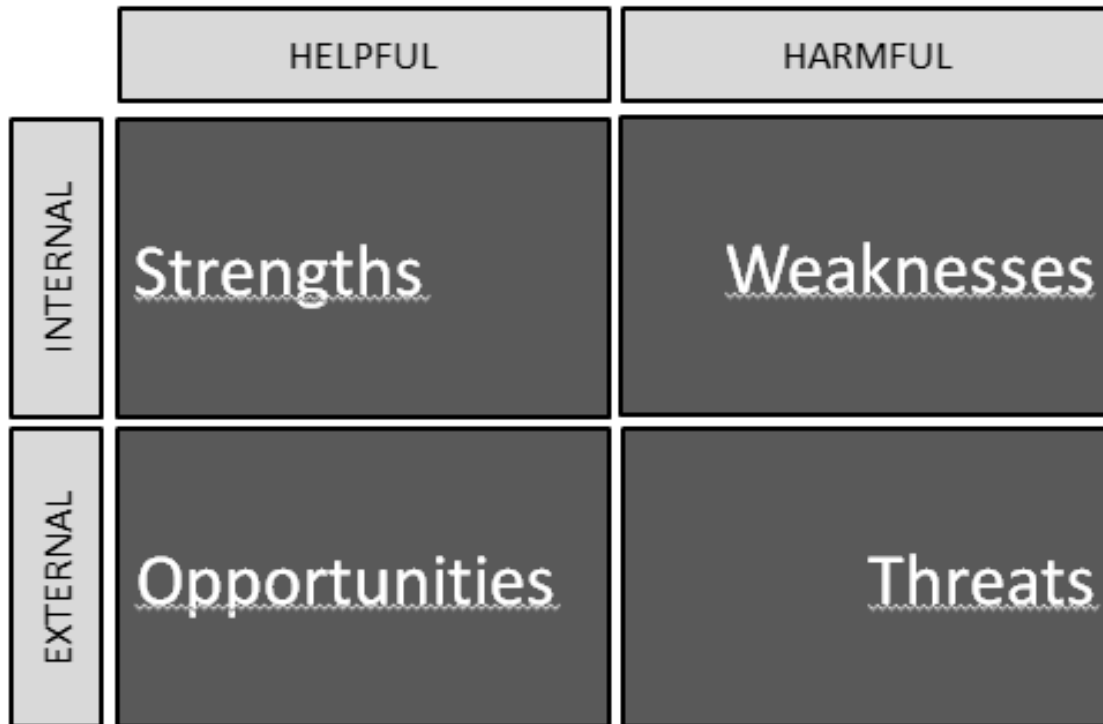 HELPFUL
HARMFUL
INTERNAL
Strengths
Weaknesses
EXTERNAL
Opportunities
Threats